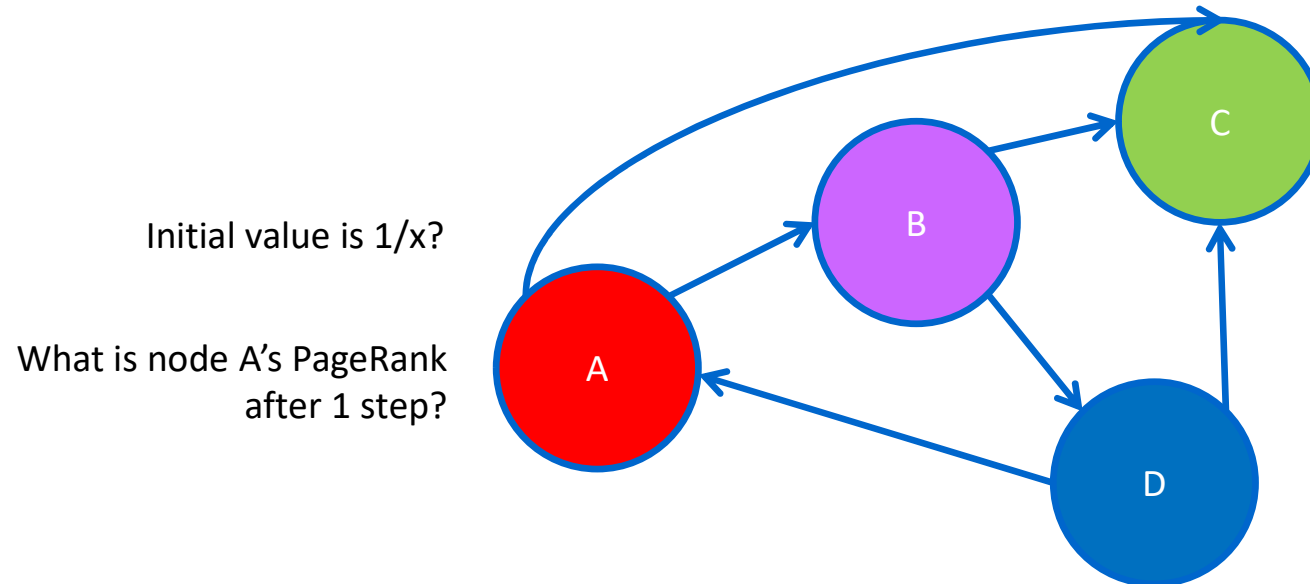 C
B
Initial value is 1/x?
What is node A’s PageRank
after 1 step?
A
D